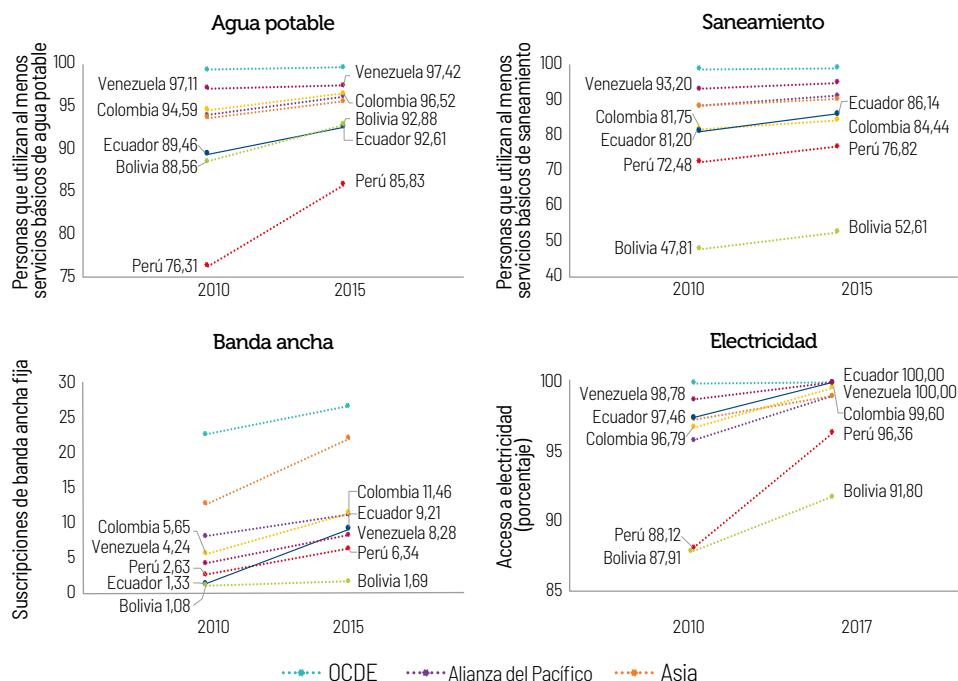 Agua potable
Personas que utilizan al menos
servicios básicos de agua potable
100
95
90
85
80
75
Venezuela 97,11
Colombia 94,59
Ecuador 89,46
Bolivia 88,56
Perú 76,31
Venezuela 97,42
Colombia 96,52
Bolivia 92,88
Ecuador 92,61
Perú 85,83
2010
2015
Saneamiento
Personas que utilizan al menos
servicios básicos de saneamiento
100
90
80
70
60
50
40
Venezuela 93,20
Colombia 81,75
Ecuador 81,20
Perú 72,48
Bolivia 47,81
Ecuador 86,14
Colombia 84,44
Perú 76,82
Bolivia 52,61
2010
2015
Banda ancha
Suscripciones de banda ancha fija
30
25
20
15
10
5
0
Colombia 5,65
Venezuela 4,24
Perú 2,63
Ecuador 1,33
Bolivia 1,08
Colombia 11,46
Ecuador 9,21
Venezuela 8,28
Perú 6,34
Bolivia 1,69
2010
2015
Electricidad
Acceso a electricidad
(porcentaje)
100
95
90
85
Venezuela 98,78
Ecuador 97,46
Colombia 96,79
Perú 88,12
Bolivia 87,91
Ecuador 100,00
Venezuela 100,00
Colombia 99,60
Perú 96,36
Bolivia 91,80
2010
2017
OCDE
Alianza del Pacífico
Asia